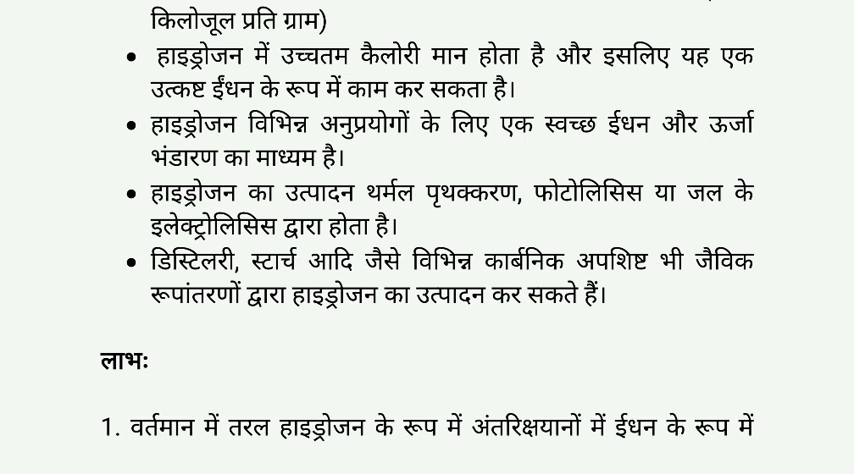 किलोजूल प्रति ग्राम)
• हाइड्रोजन में उच्चतम कैलोरी मान होता है और इसलिए यह एक
उत्कष्ट ईंधन के रूप में काम कर सकता है।
• हाइड्रोजन विभिन्न अनुप्रयोगों के लिए एक स्वच्छ ईधन और ऊर्जा
भंडारण का माध्यम है।
• हाइड्रोजन का उत्पादन थर्मल पृथक्करण, फोटोलिसिस या जल के
इलेक्ट्रोलिसिस द्वारा होता है।
• डिस्टिलरी, स्टार्च आदि जैसे विभिन्न कार्बनिक अपशिष्ट भी जैविक
रूपांतरणों द्वारा हाइड्रोजन का उत्पादन कर सकते हैं।
लाभः
1. वर्तमान में तरल हाइड्रोजन के रूप में अंतरिक्षयानों में ईधन के रूप में